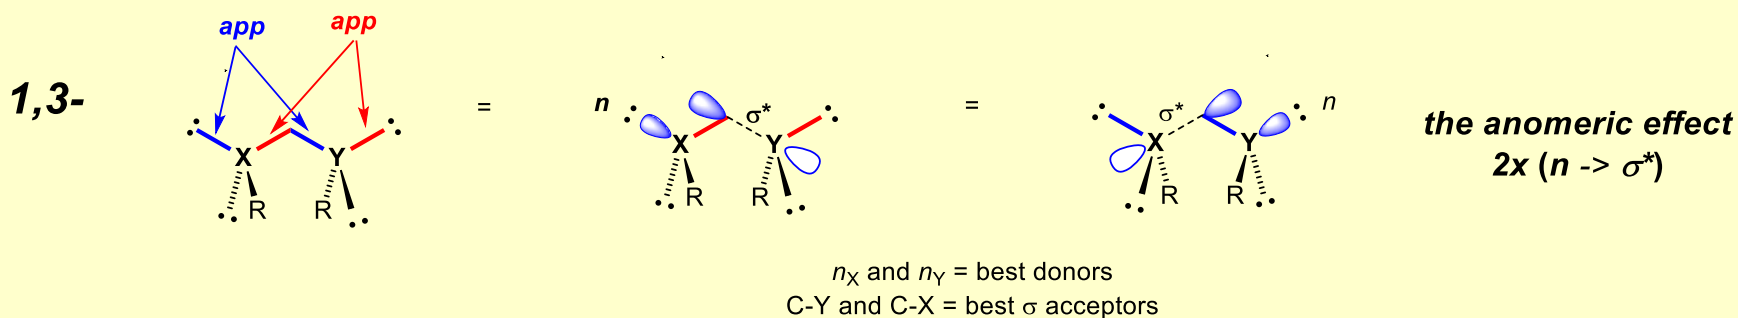 app app
1,3-
= n σ* = σ* n
the anomeric effect
2x (n -> σ*)
X Y X Y X Y
R R R R R R
nX and nY = best donors
C-Y and C-X = best σ acceptors